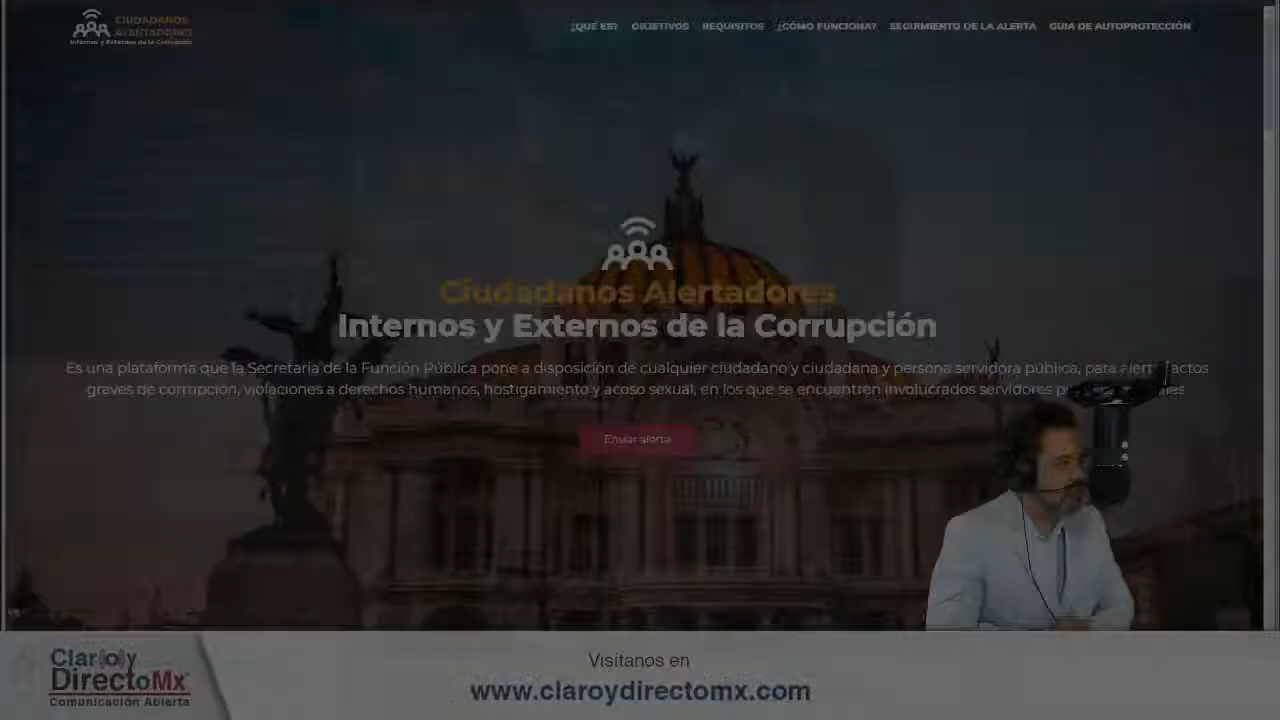 CIUDADANOS
ALERTADORES
Internos y Externos de la Corrupción
¿QUÉ ES? OBJETIVOS REQUISITOS ¿CÓMO FUNCIONA? SEGUIMIENTO DE LA ALERTA GUIA DE AUTOPROTECCIÓN
Ciudadanos Alertadores
Internos y Externos de la Corrupción
Es una plataforma que la Secretaría de la Función Pública pone a disposición de cualquier ciudadano y ciudadana y persona servidora pública, para actos
graves de corrupción, violaciones a derechos humanos, hostigamiento y acoso sexual, en los que se encuentren involucrados servidores
Enviar alerta
Claroy
DirectoMx
Comunicación Abierta
Visítanos en
www.claroydirectomx.com